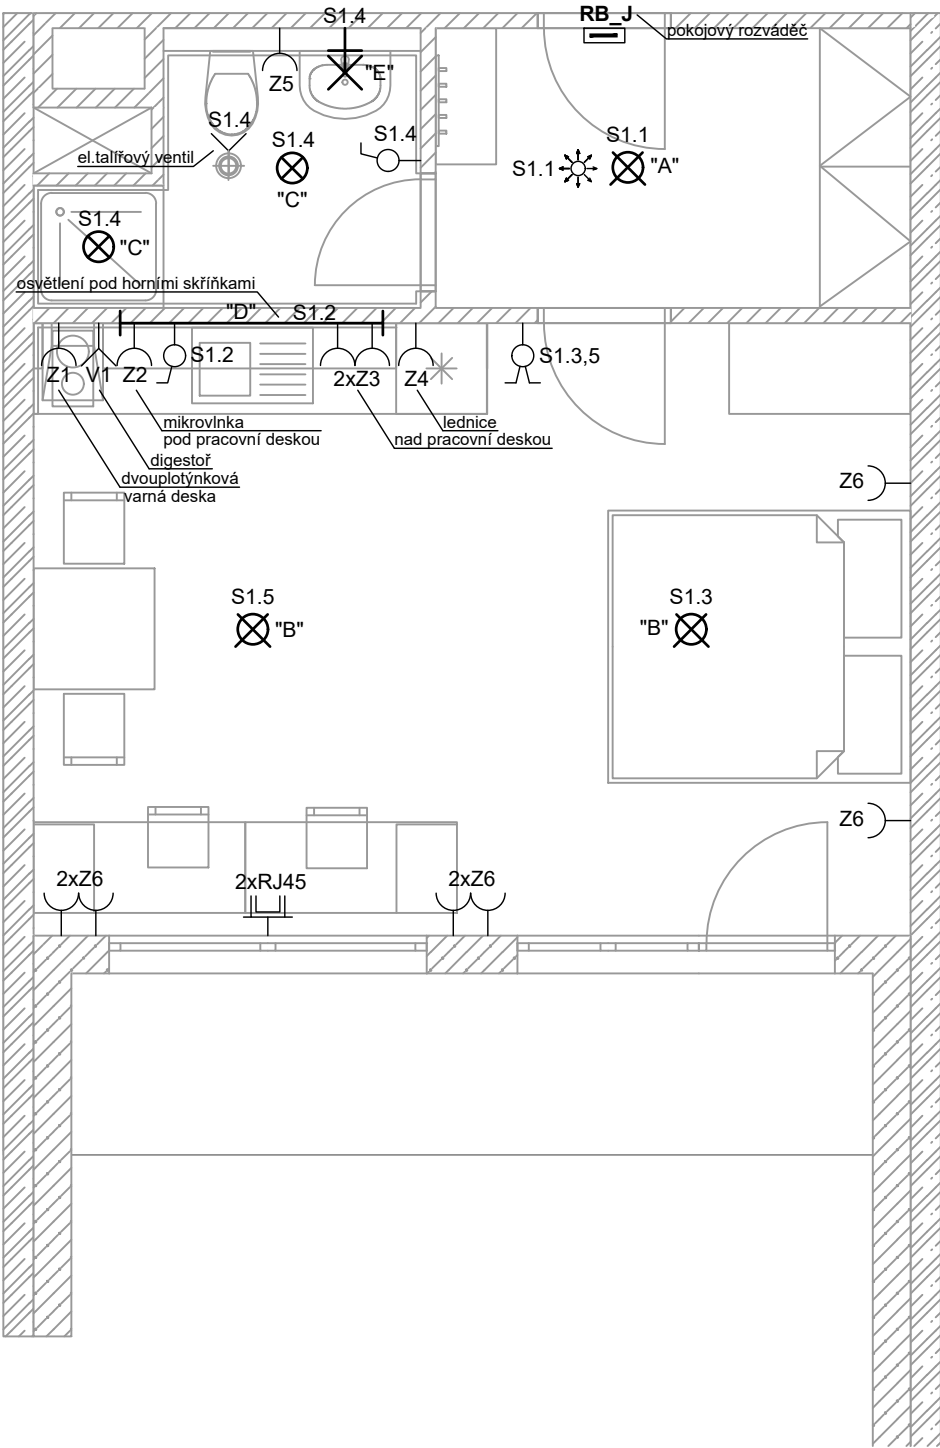 S1.4
RB_J
pokojový rozváděč
"E"
Z5
S1.4
S1.4
S1.4
S1.1
el.talířový ventil
S1.1
"A"
"C"
S1.4
"C"
osvětlení pod horními skříňkami
"D"
S1.2
S1.2
S1.3,5
Z1
V1
Z2
2xZ3
Z4
mikrovlnka
pod pracovní deskou
lednice
nad pracovní deskou
digestoř
dvouplotýnková
varná deska
Z6
S1.5
"B"
S1.3
"B"
Z6
2xZ6
2xRJ45
2xZ6